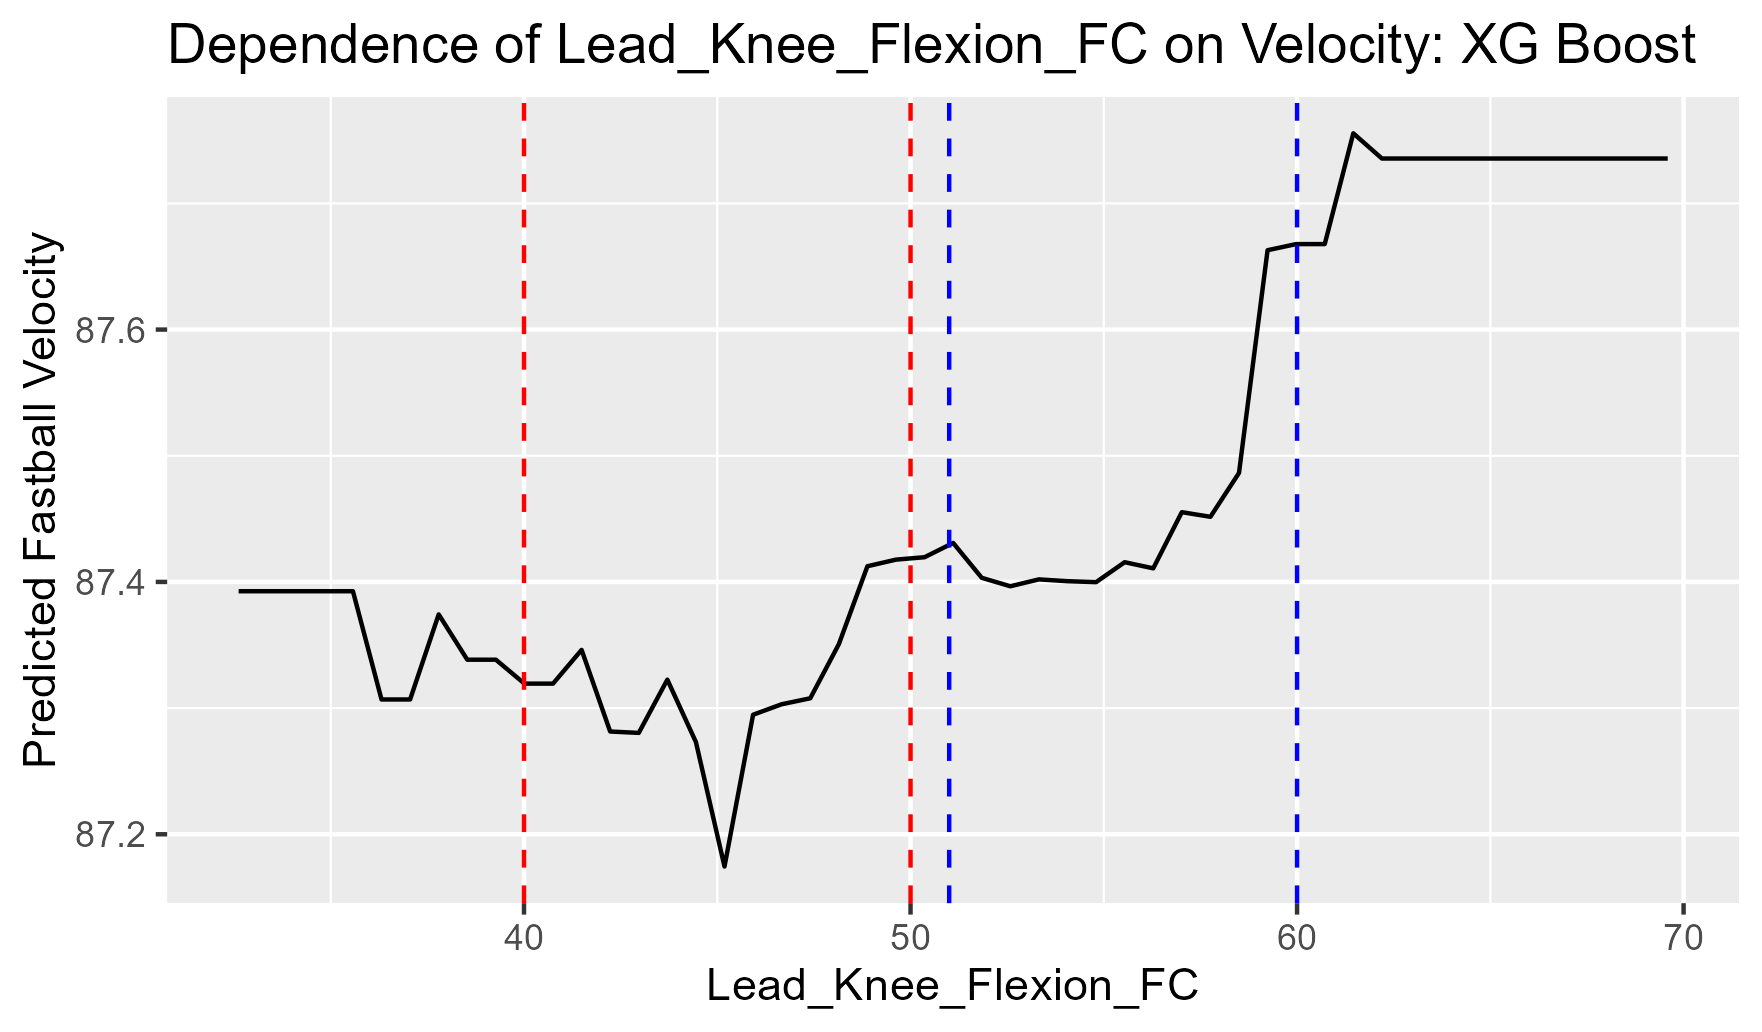 Dependence of Lead_Knee_Flexion_FC on Velocity: XG Boost
Predicted Fastball Velocity
87.6
87.4
87.2
40 50 60 70
Lead_Knee_Flexion_FC